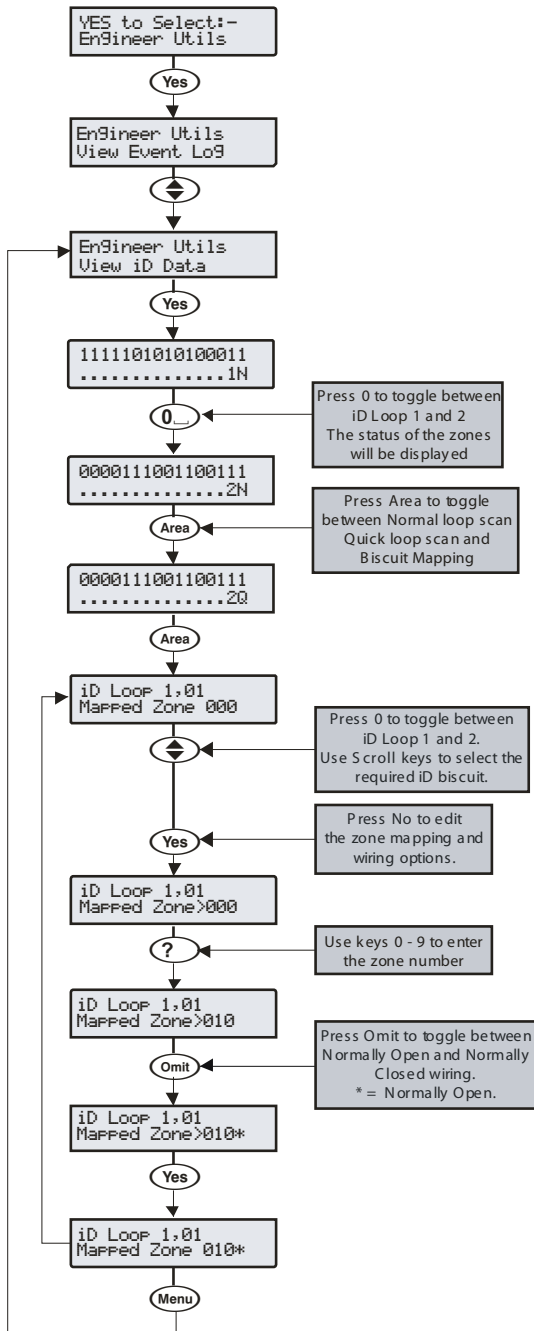 YES to Select:-
Engineer Utils
Yes
Engineer Utils
View Event Log
Engineer Utils
View iD Data
Yes
1111101010100011
..............1N
0
Press 0 to toggle between
iD Loop 1 and 2
The status of the zones
will be displayed
0000111001100111
..............2N
Area
Press Area to toggle
between Normal loop scan
Quick loop scan and
Biscuit Mapping
0000111001100111
..............2Q
Area
iD Loop 1,01
Mapped Zone 000
Press 0 to toggle between
iD Loop 1 and 2.
Use Scroll keys to select the
required iD biscuit.
Yes
Press No to edit
the zone mapping and
wiring options.
iD Loop 1,01
Mapped Zone>000
?
Use keys 0 - 9 to enter
the zone number
iD Loop 1,01
Mapped Zone>010
Omit
Press Omit to toggle between
Normally Open and Normally
Closed wiring.
* = Normally Open.
iD Loop 1,01
Mapped Zone>010*
Yes
iD Loop 1,01
Mapped Zone 010*
Menu